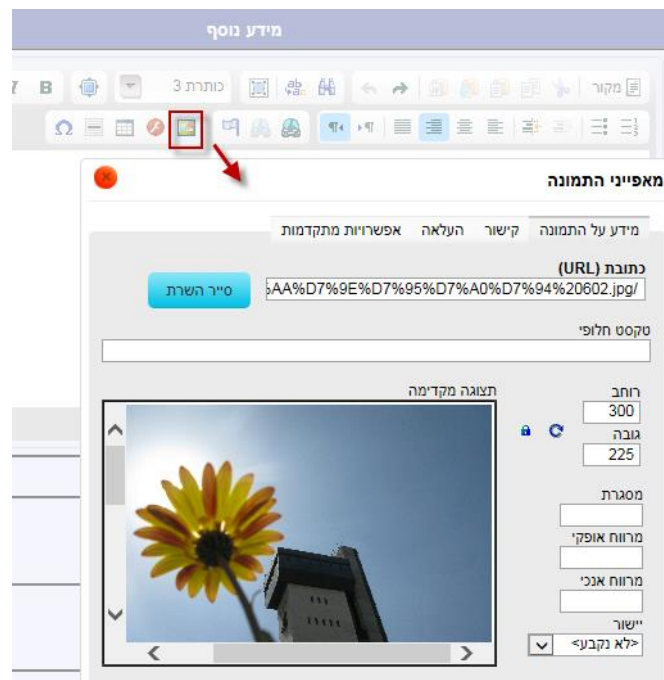 מידע נוסף
מקור
כותרת 3
B
Ω
מאפייני התמונה
מידע על התמונה
קישור
העלאה
אפשרויות מתקדמות
כתובת (URL)
AA%D7%9E%D7%95%D7%A0%D7%94%20602.jpg/
סייר השרת
טקסט חלופי
רוחב
תצוגה מקדימה
300
גובה
225
מסגרת
מרווח אופקי
מרווח אנכי
יישור
<לא נקבע>